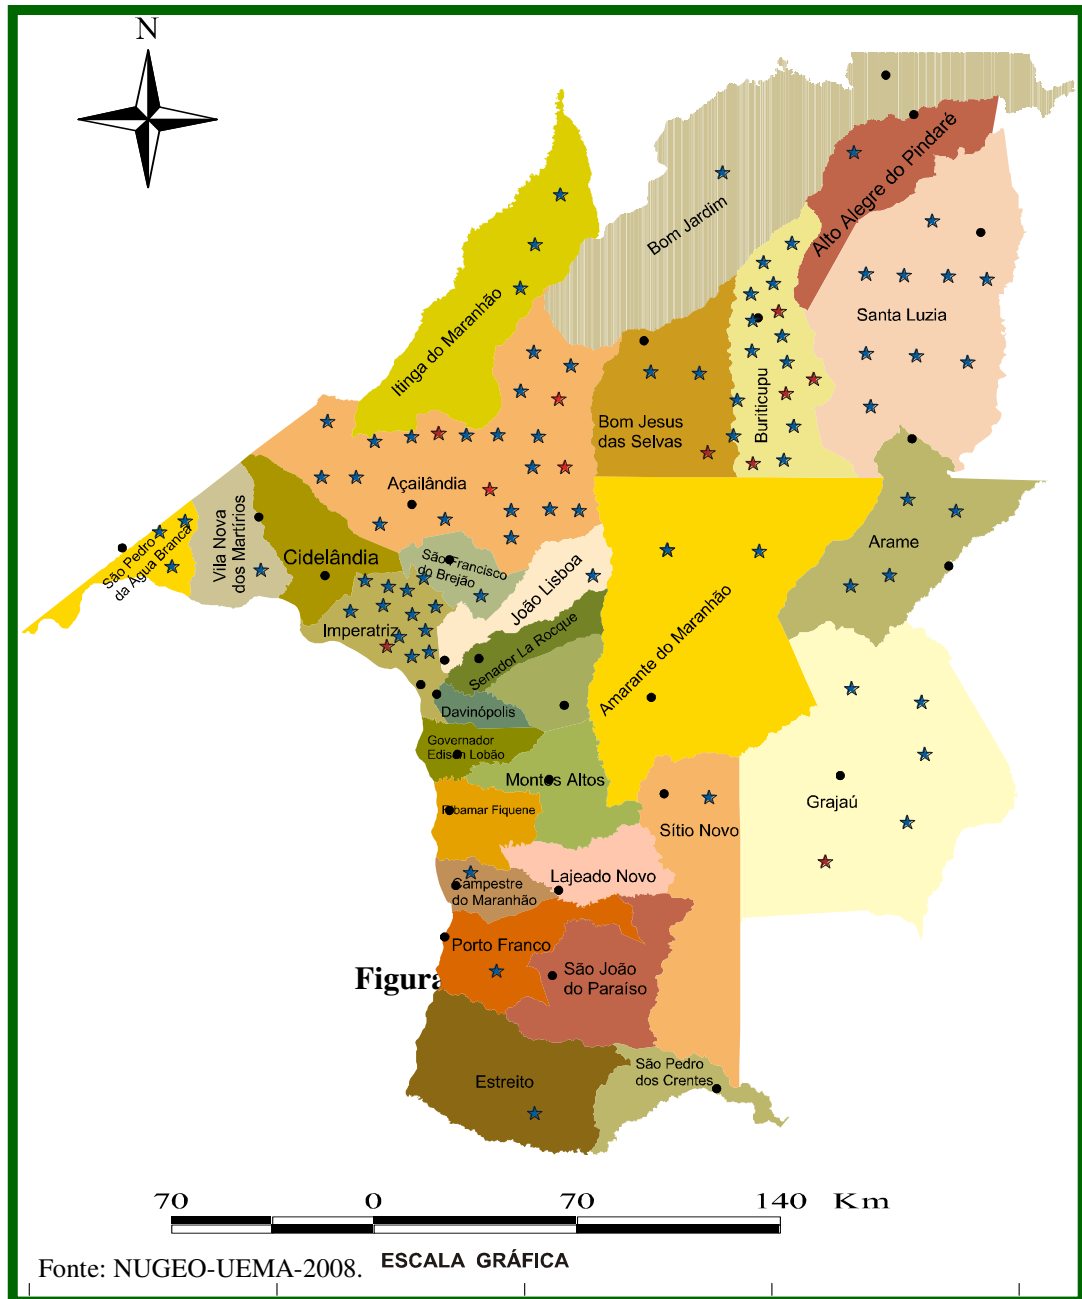 N
Alto Alegre do Pindaré
Bom Jardim
Itinga do Maranhão
Santa Luzia
Buriticupu
Bom Jesus
das Selvas
Açailândia
Arame
Vila Nova
dos Martírios
São Pedro
da Água Branca
Cidelândia
São Francisco
do Brejão
João Lisboa
Imperatriz
Senador La Rocque
Amarante do Maranhão
Davinópolis
Governador
Edison Lobão
Montes Altos
Ribamar Fiquene
Sítio Novo
Grajaú
Lajeado Novo
Campestre
do Maranhão
Porto Franco
São João
do Paraíso
Figura
São Pedro
dos Crentes
Estreito
70 0 70 140 Km
ESCALA GRÁFICA
Fonte: NUGEO-UEMA-2008.